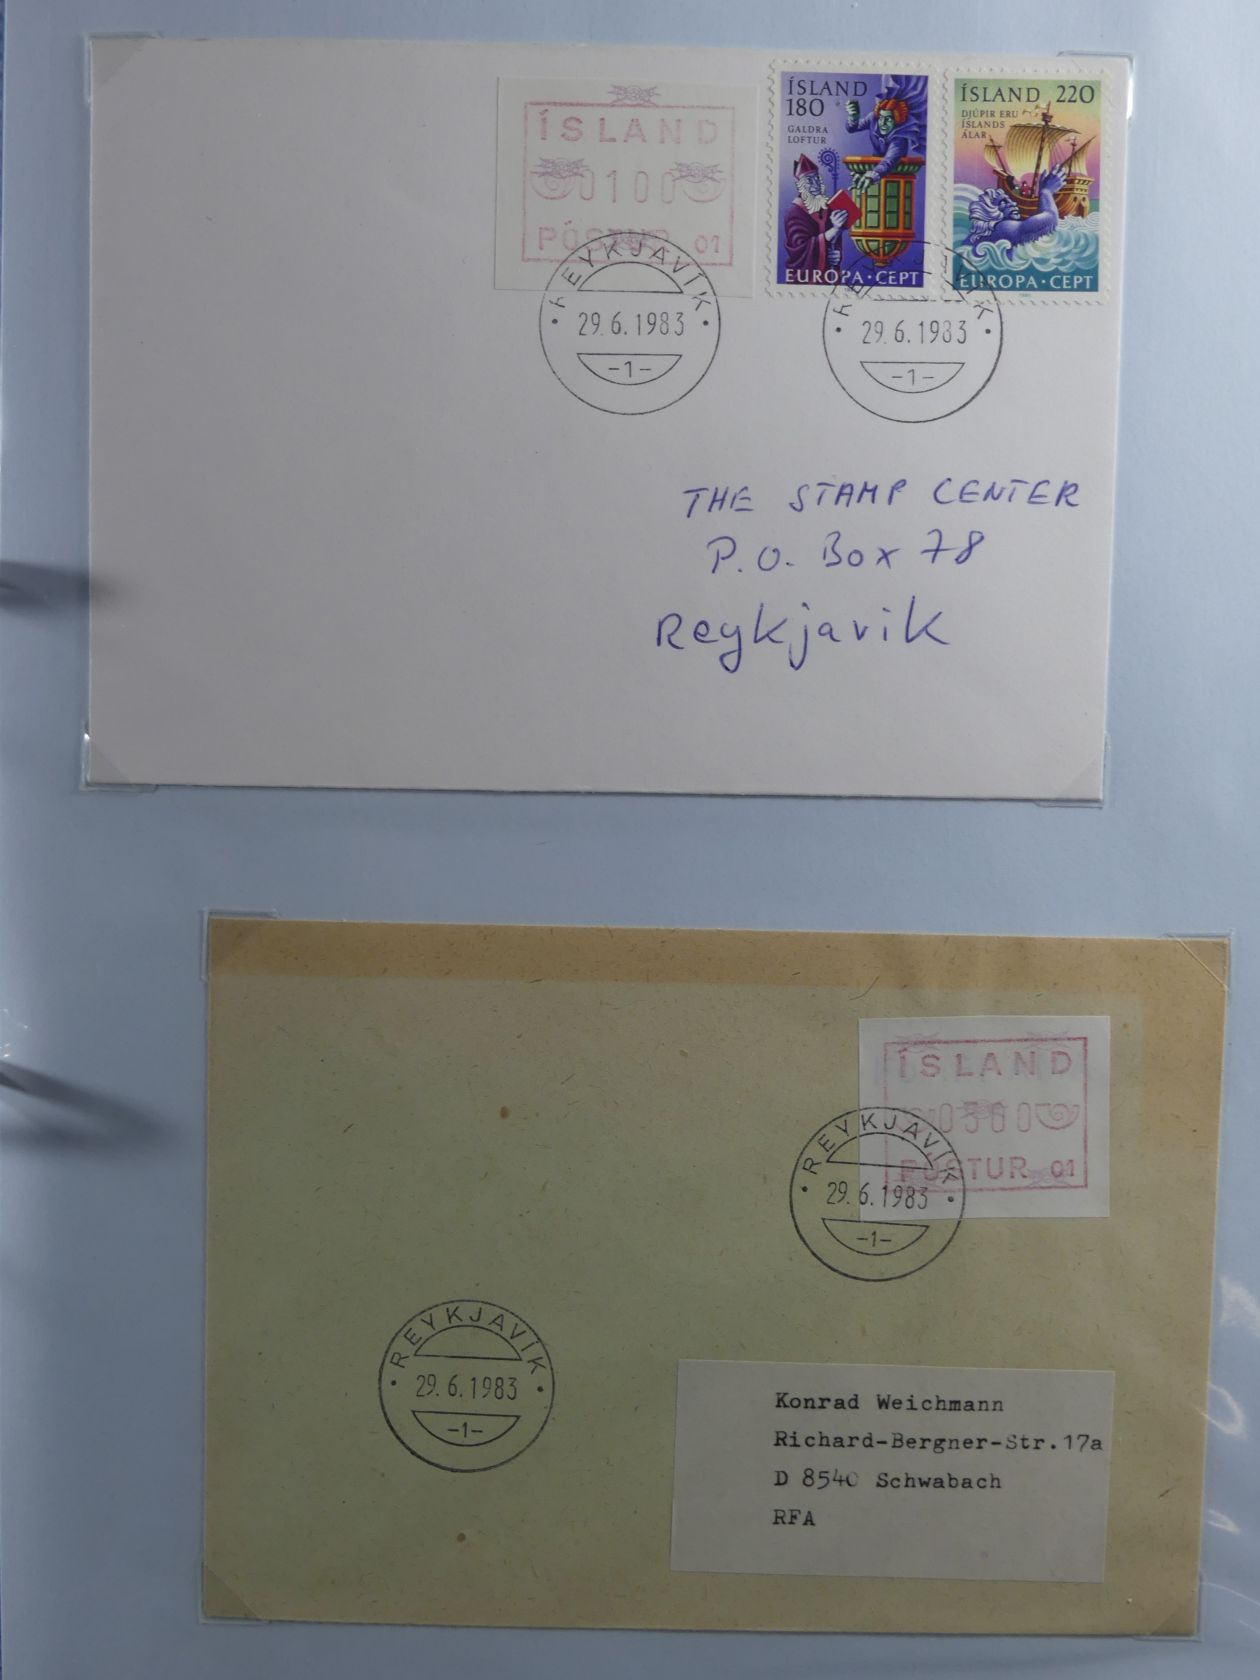 ÍSLAND
0100
PÓSTUR 01
ÍSLAND
180
GALDRA
LOFTUR
EUROPA·CEPT
ÍSLAND 220
DJÚPIR ERU
ÍSLANDS
ÁLAR
EUROPA·CEPT
REYKJAVÍK
29.6.1983
-1-
29.6.1983
-1-
THE STAMP CENTER
P.O. Box 78
Reykjavik
ÍSLAND
PÓSTUR 01
REYKJAVÍK
29.6.1983
-1-
REYKJAVÍK
29.6.1983
-1-
Konrad Weichmann
Richard-Bergner-Str.17a
D 8540 Schwabach
RFA